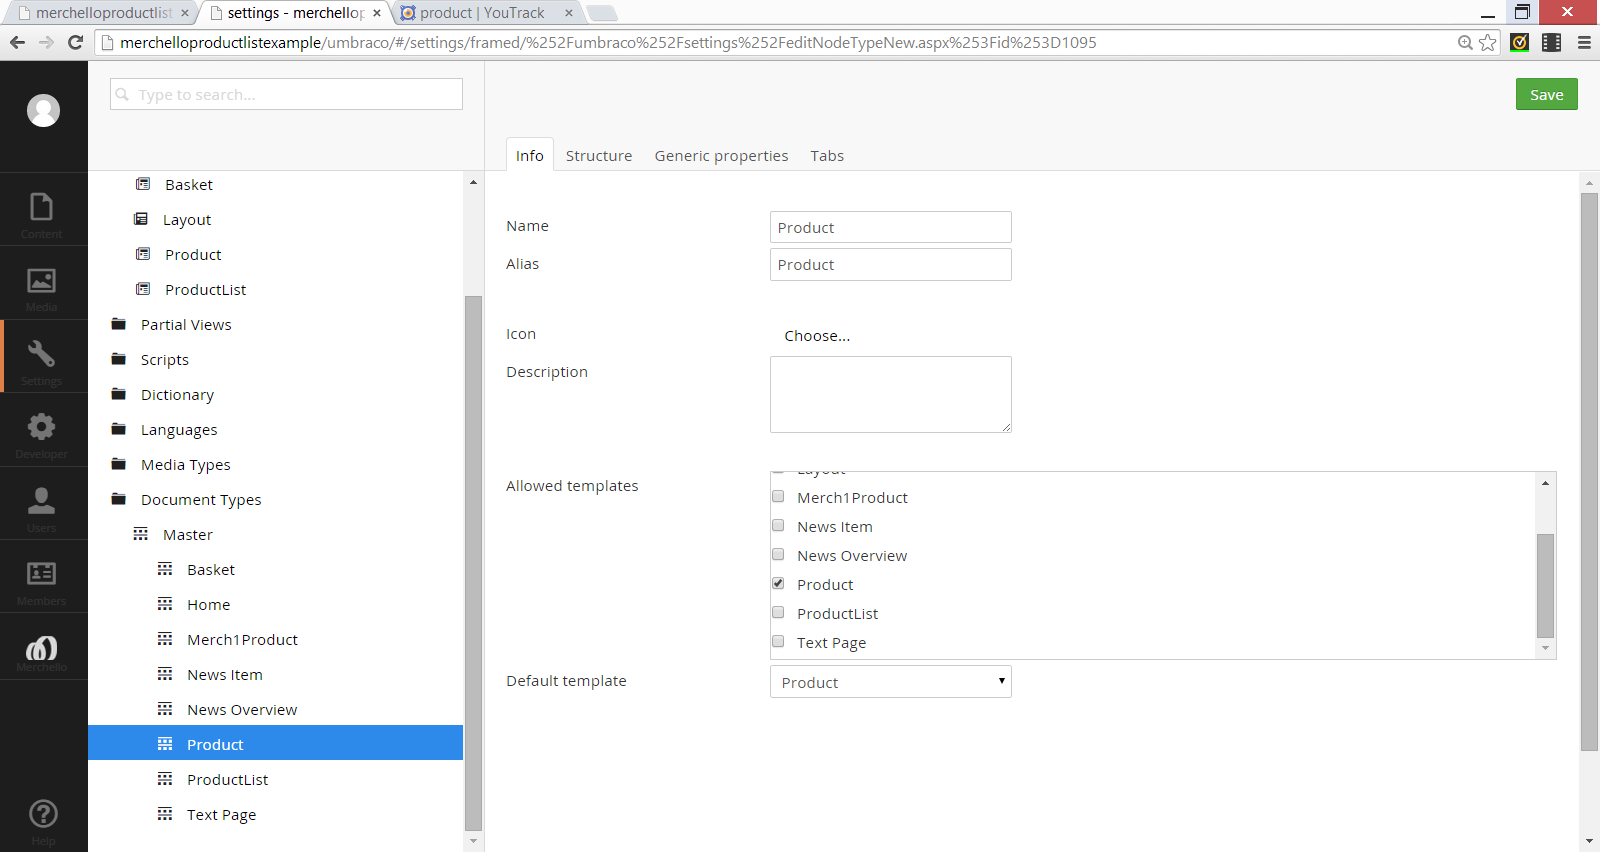 merchelloproductlist
settings - merchellop
product | YouTrack
merchelloproductlistexample/umbraco/#/settings/framed/%252Fumbraco%252Fsettings%252FeditNodeTypeNew.aspx%253Fid%253D1095
Type to search...
Save
Info
Structure
Generic properties
Tabs
Content
Media
Settings
Developer
Users
Members
Merchello
Help
Basket
Layout
Product
ProductList
Partial Views
Scripts
Dictionary
Languages
Media Types
Document Types
Master
Basket
Home
Merch1Product
News Item
News Overview
Product
ProductList
Text Page
Name
Product
Alias
Product
Icon
Choose...
Description
Allowed templates
Layout
Merch1Product
News Item
News Overview
Product
ProductList
Text Page
Default template
Product